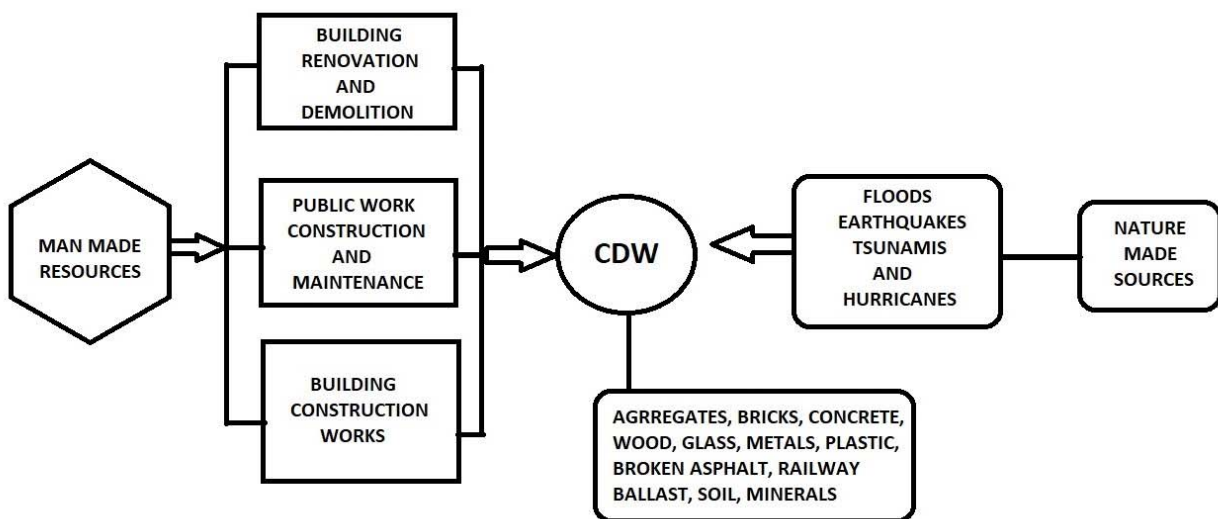 BUILDING
RENOVATION
AND
DEMOLITION
MAN MADE
RESOURCES
PUBLIC WORK
CONSTRUCTION
AND
MAINTENANCE
BUILDING
CONSTRUCTION
WORKS
CDW
FLOODS
EARTHQUAKES
TSUNAMIS
AND
HURRICANES
NATURE
MADE
SOURCES
AGRREGATES, BRICKS, CONCRETE,
WOOD, GLASS, METALS, PLASTIC,
BROKEN ASPHALT, RAILWAY
BALLAST, SOIL, MINERALS